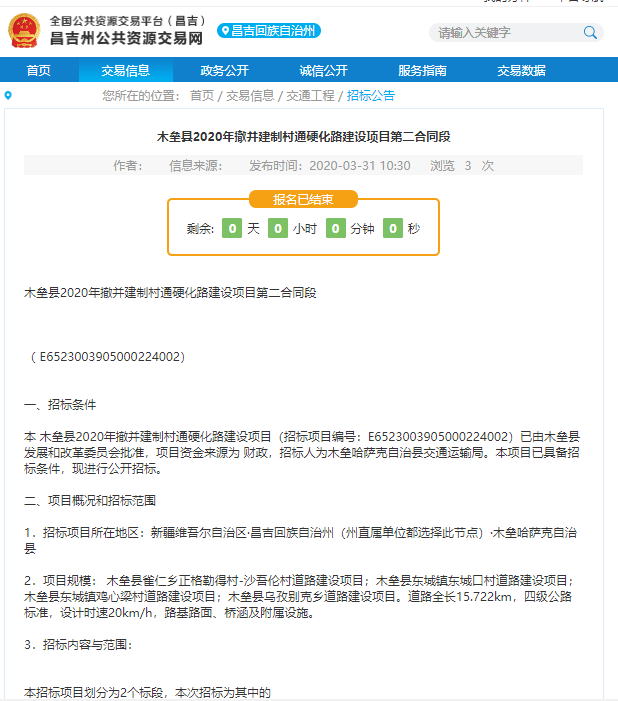 全国公共资源交易平台（昌吉）
昌吉州公共资源交易网
昌吉回族自治州
请输入关键字
首页 交易信息 政务公开 诚信公开 服务指南 交易数据
您所在的位置： 首页 / 交易信息 / 交通工程 / 招标公告
木垒县2020年撤并建制村通硬化路建设项目第二合同段
作者： 信息来源： 发布时间：2020-03-31 10:30 浏览 3 次
报名已结束
剩余: 0 天 0 小时 0 分钟 0 秒
木垒县2020年撤并建制村通硬化路建设项目第二合同段
（ E6523003905000224002）
一、招标条件
本 木垒县2020年撤并建制村通硬化路建设项目（招标项目编号：E6523003905000224002）已由木垒县
发展和改革委员会批准，项目资金来源为 财政，招标人为木垒哈萨克自治县交通运输局。本项目已具备招
标条件，现进行公开招标。
二、项目概况和招标范围
1．招标项目所在地区：新疆维吾尔自治区·昌吉回族自治州（州直属单位都选择此节点）·木垒哈萨克自治
县
2．项目规模： 木垒县雀仁乡正格勒得村-沙吾伦村道路建设项目；木垒县东城镇东城口村道路建设项目；
木垒县东城镇鸡心梁村道路建设项目；木垒县乌孜别克乡道路建设项目。道路全长15.722km，四级公路
标准，设计时速20km/h，路基路面、桥涵及附属设施。
3．招标内容与范围：
本招标项目划分为2个标段，本次招标为其中的